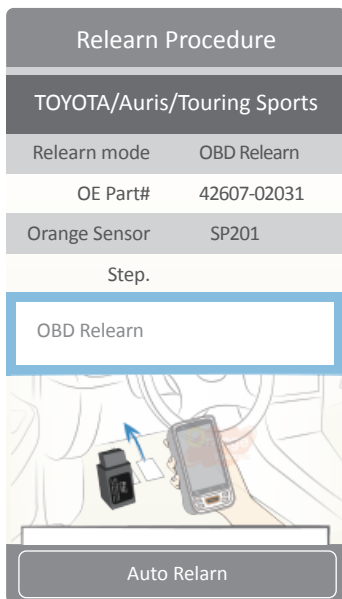 Relearn Procedure
TOYOTA/Auris/Touring Sports
Relearn mode OBD Relearn
OE Part# 42607-02031
Orange Sensor SP201
Step.
OBD Relearn
Auto Relarn